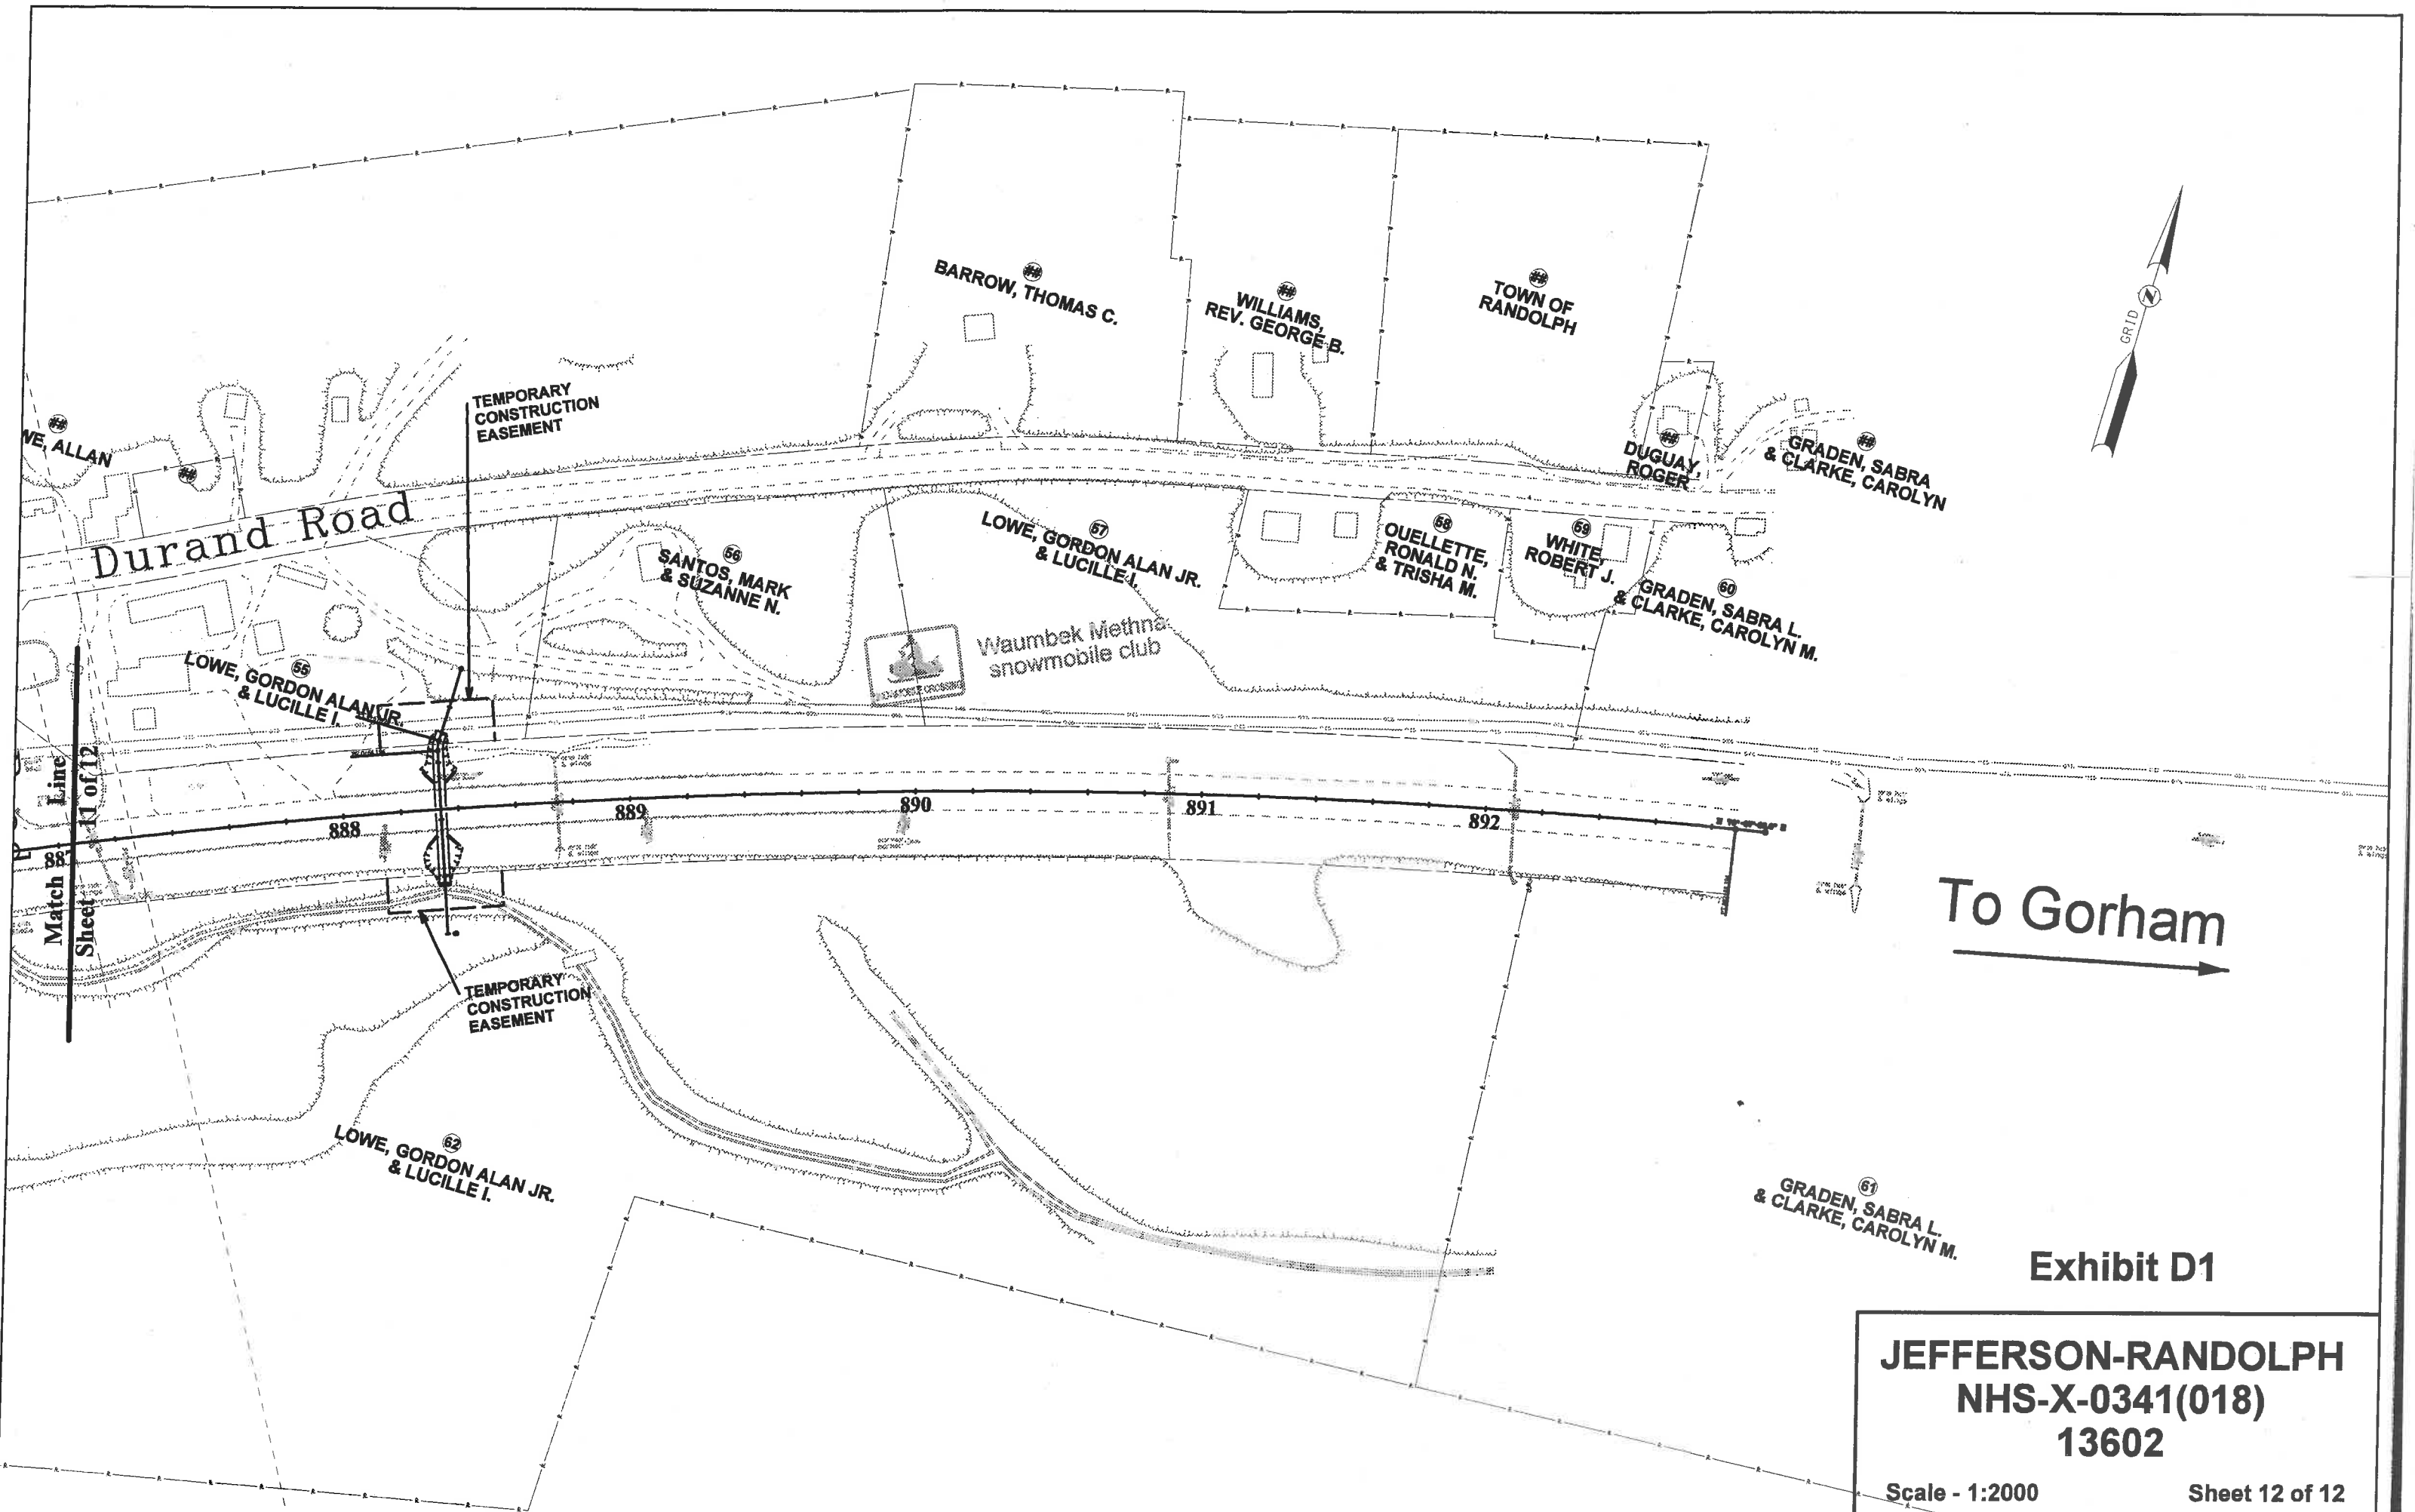 BARROW, THOMAS C.
WILLIAMS,
REV. GEORGE B.
TOWN OF
RANDOLPH
GRID N
TEMPORARY
CONSTRUCTION
EASEMENT
WE, ALLAN
##
##
##
##
##
##
##
DUGUAY,
ROGER
GRADEN, SABRA
& CLARKE, CAROLYN
Durand Road
56
SANTOS, MARK
& SUZANNE N.
57
LOWE, GORDON ALAN JR.
& LUCILLE I.
58
OUELLETTE,
RONALD N.
& TRISHA M.
59
WHITE,
ROBERT J.
60
GRADEN, SABRA L.
& CLARKE, CAROLYN M.
Waumbek Methna
snowmobile club
55
LOWE, GORDON ALAN JR.
& LUCILLE I.
Match Line
Sheet 11 of 12
887
888
889
890
891
892
To Gorham
TEMPORARY
CONSTRUCTION
EASEMENT
62
LOWE, GORDON ALAN JR.
& LUCILLE I.
61
GRADEN, SABRA L.
& CLARKE, CAROLYN M.
Exhibit D1
JEFFERSON-RANDOLPH
NHS-X-0341(018)
13602
Scale - 1:2000 Sheet 12 of 12